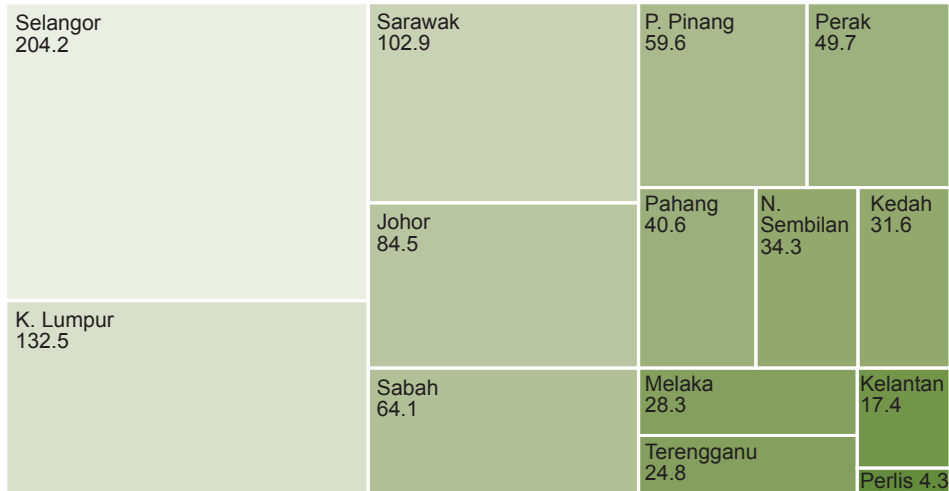 Selangor
204.2
K. Lumpur
132.5
Sarawak
102.9
Johor
84.5
Sabah
64.1
P. Pinang
59.6
Perak
49.7
Pahang
40.6
N.
Sembilan
34.3
Kedah
31.6
Melaka
28.3
Terengganu
24.8
Kelantan
17.4
Perlis 4.3